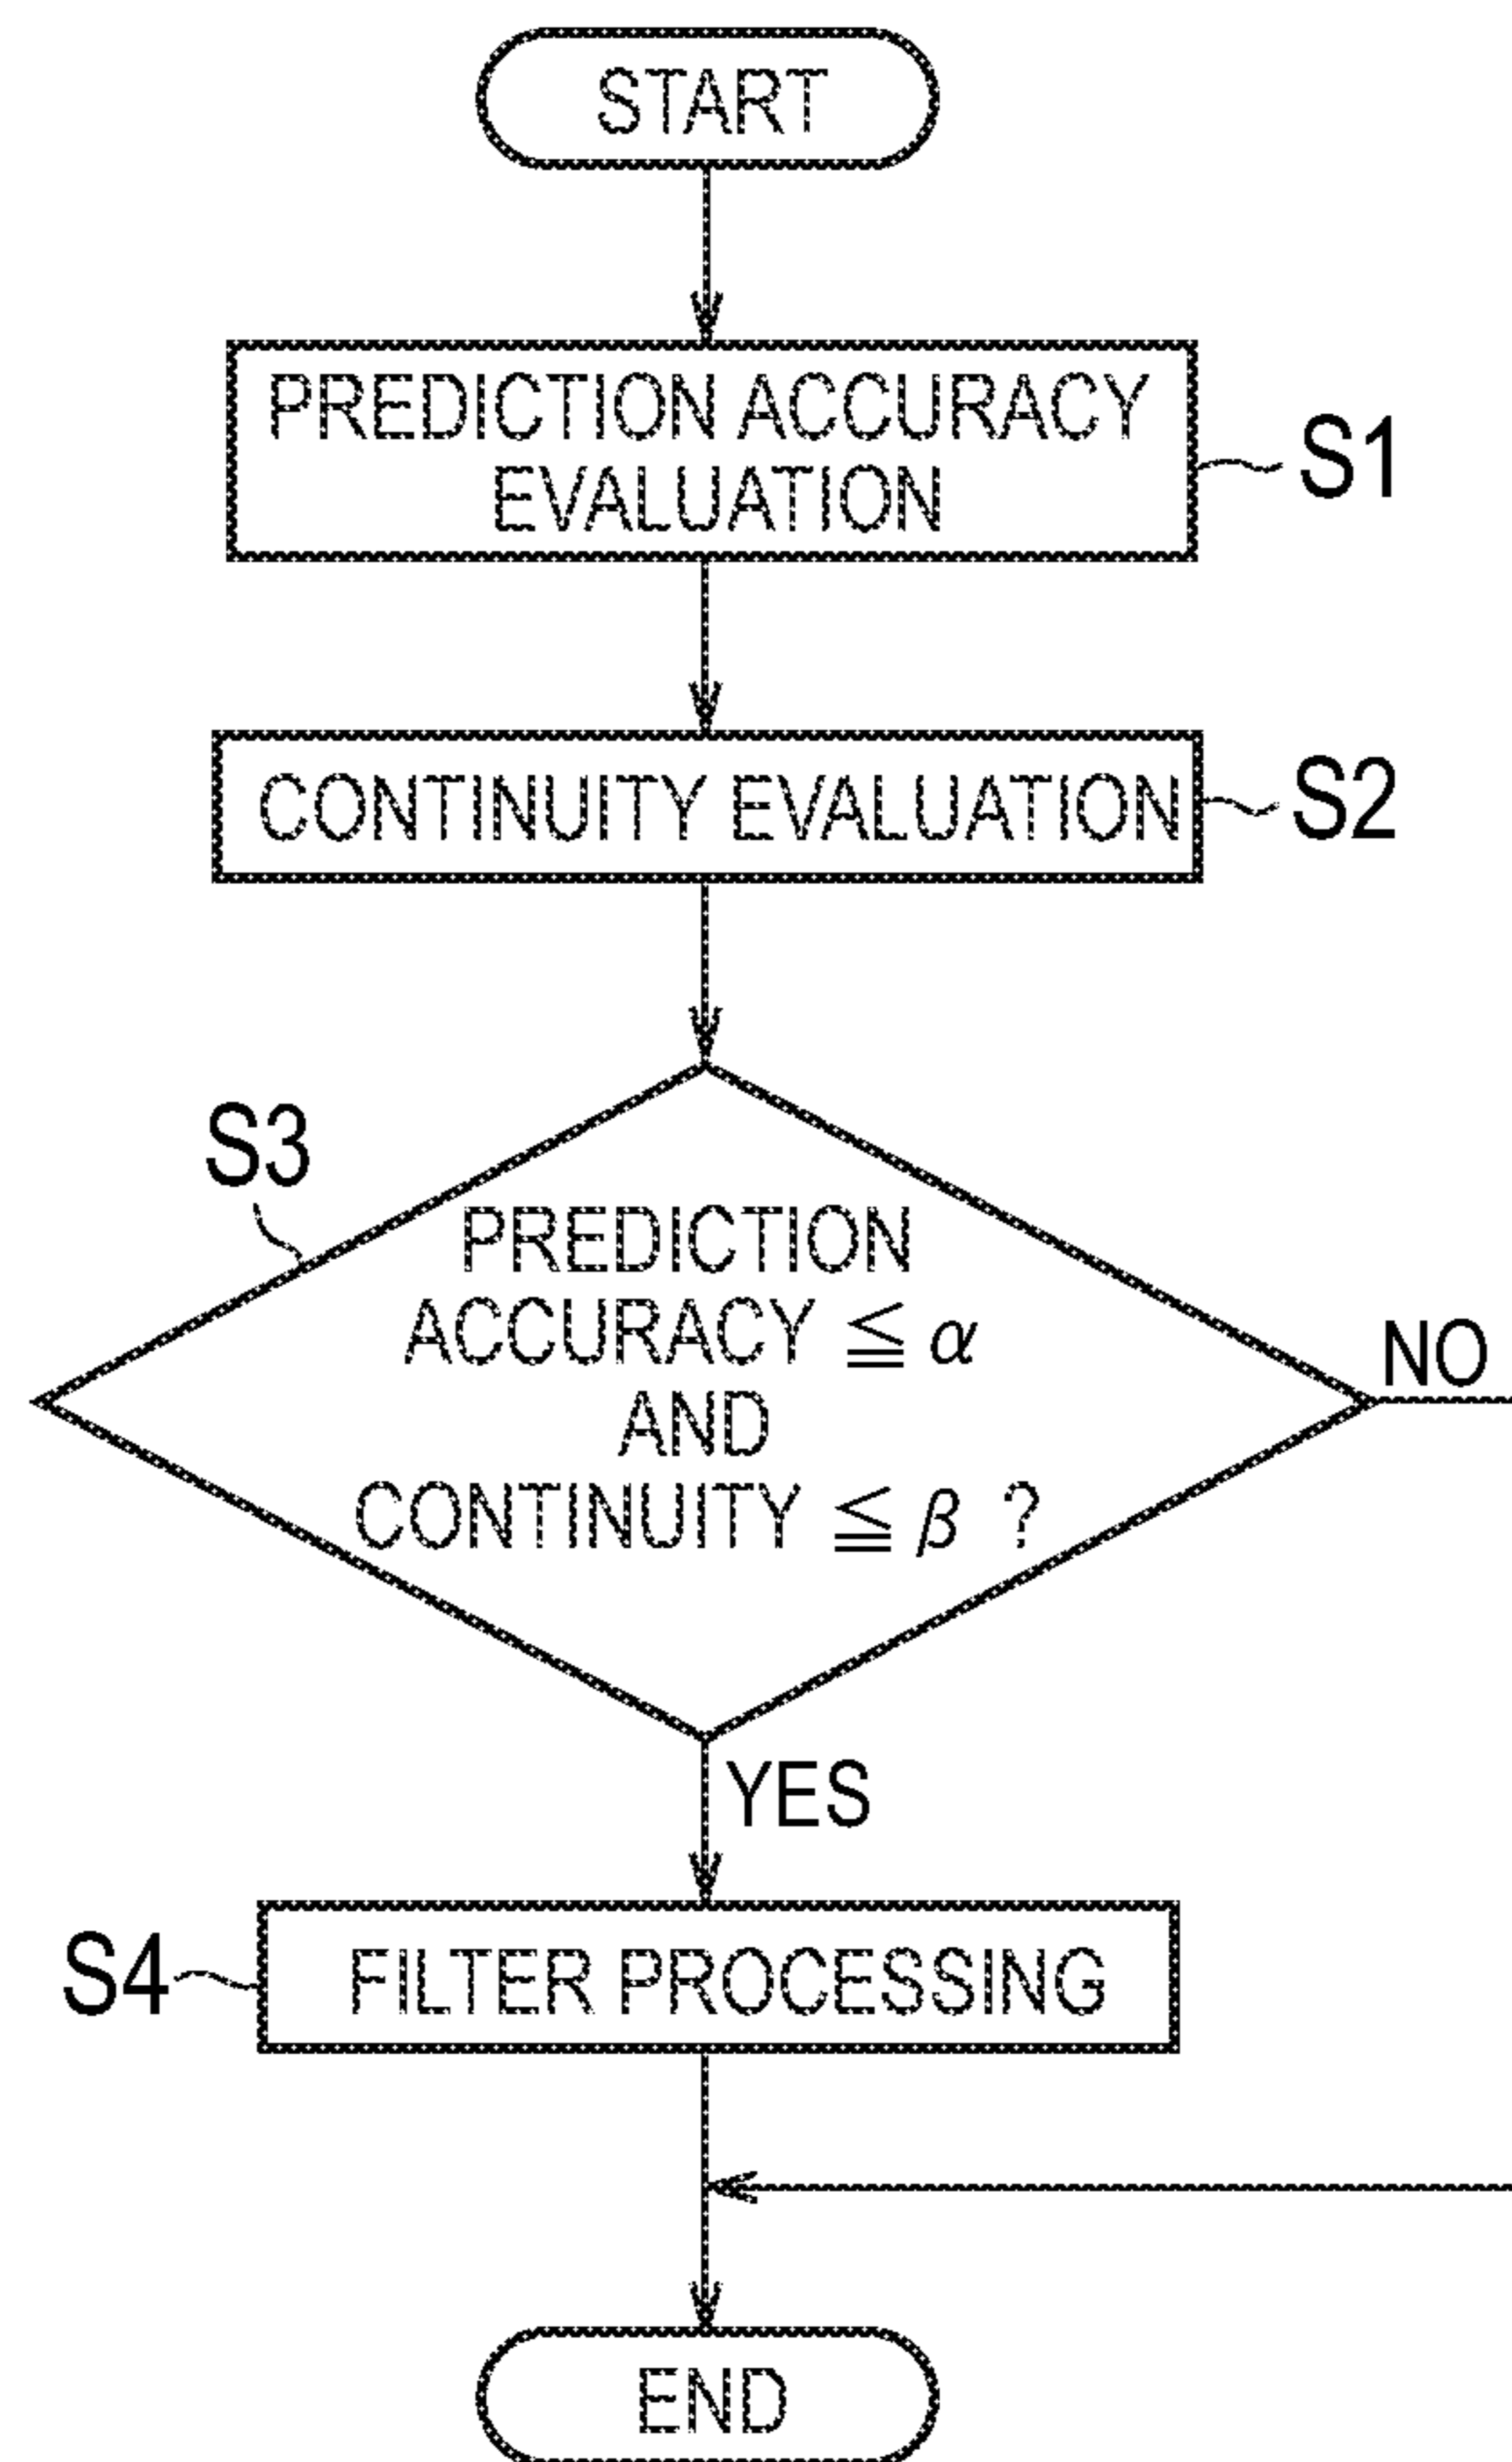 START
PREDICTION ACCURACY
EVALUATION
S1
CONTINUITY EVALUATION
S2
S3
PREDICTION
ACCURACY ≦ α
AND
CONTINUITY ≦ β ?
NO
YES
S4
FILTER PROCESSING
END